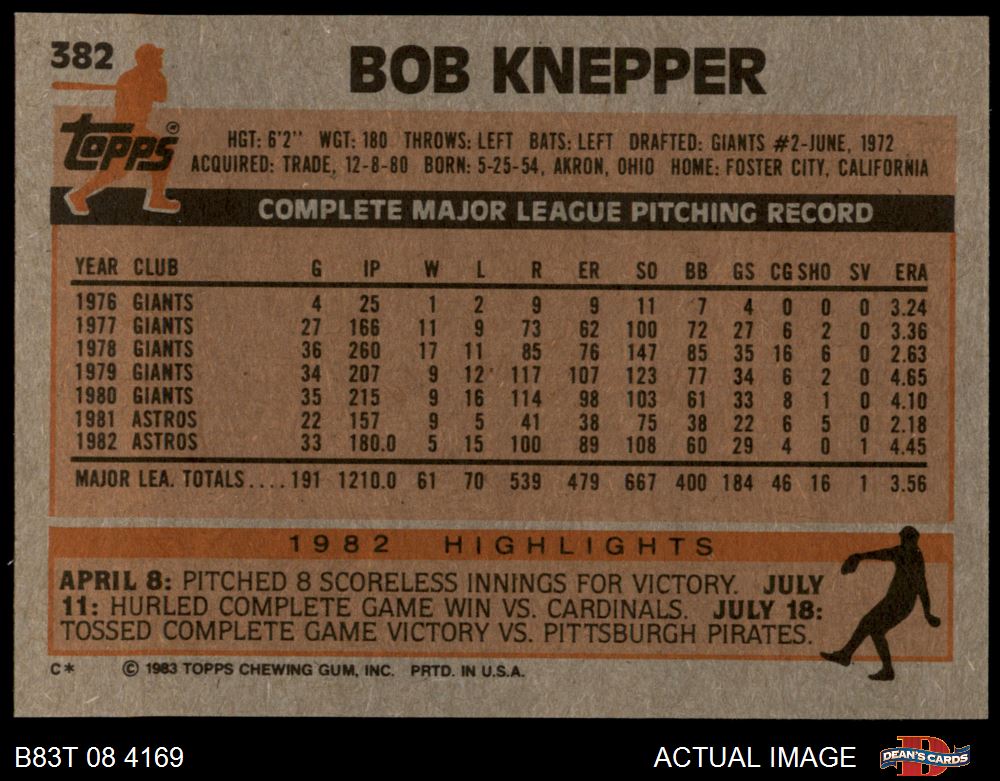 382
BOB KNEPPER
Topps®
HGT: 6'2'' WGT: 180 THROWS: LEFT BATS: LEFT DRAFTED: GIANTS #2-JUNE, 1972
ACQUIRED: TRADE, 12-8-80 BORN: 5-25-54, AKRON, OHIO HOME: FOSTER CITY, CALIFORNIA
COMPLETE MAJOR LEAGUE PITCHING RECORD
YEAR CLUB G IP W L R ER SO BB GS CG SHO SV ERA
1976 GIANTS 4 25 1 2 9 9 11 7 4 0 0 0 3.24
1977 GIANTS 27 166 11 9 73 62 100 72 27 6 2 0 3.36
1978 GIANTS 36 260 17 11 85 76 147 85 35 16 6 0 2.63
1979 GIANTS 34 207 9 12 117 107 123 77 34 6 2 0 4.65
1980 GIANTS 35 215 9 16 114 98 103 61 33 8 1 0 4.10
1981 ASTROS 22 157 9 5 41 38 75 38 22 6 5 0 2.18
1982 ASTROS 33 180.0 5 15 100 89 108 60 29 4 0 1 4.45
MAJOR LEA. TOTALS....191 1210.0 61 70 539 479 667 400 184 46 16 1 3.56
1982 HIGHLIGHTS
APRIL 8: PITCHED 8 SCORELESS INNINGS FOR VICTORY. JULY
11: HURLED COMPLETE GAME WIN VS. CARDINALS. JULY 18:
TOSSED COMPLETE GAME VICTORY VS. PITTSBURGH PIRATES.
C* © 1983 TOPPS CHEWING GUM, INC. PRTD. IN U.S.A.
B83T 08 4169 ACTUAL IMAGE DEAN'S CARDS